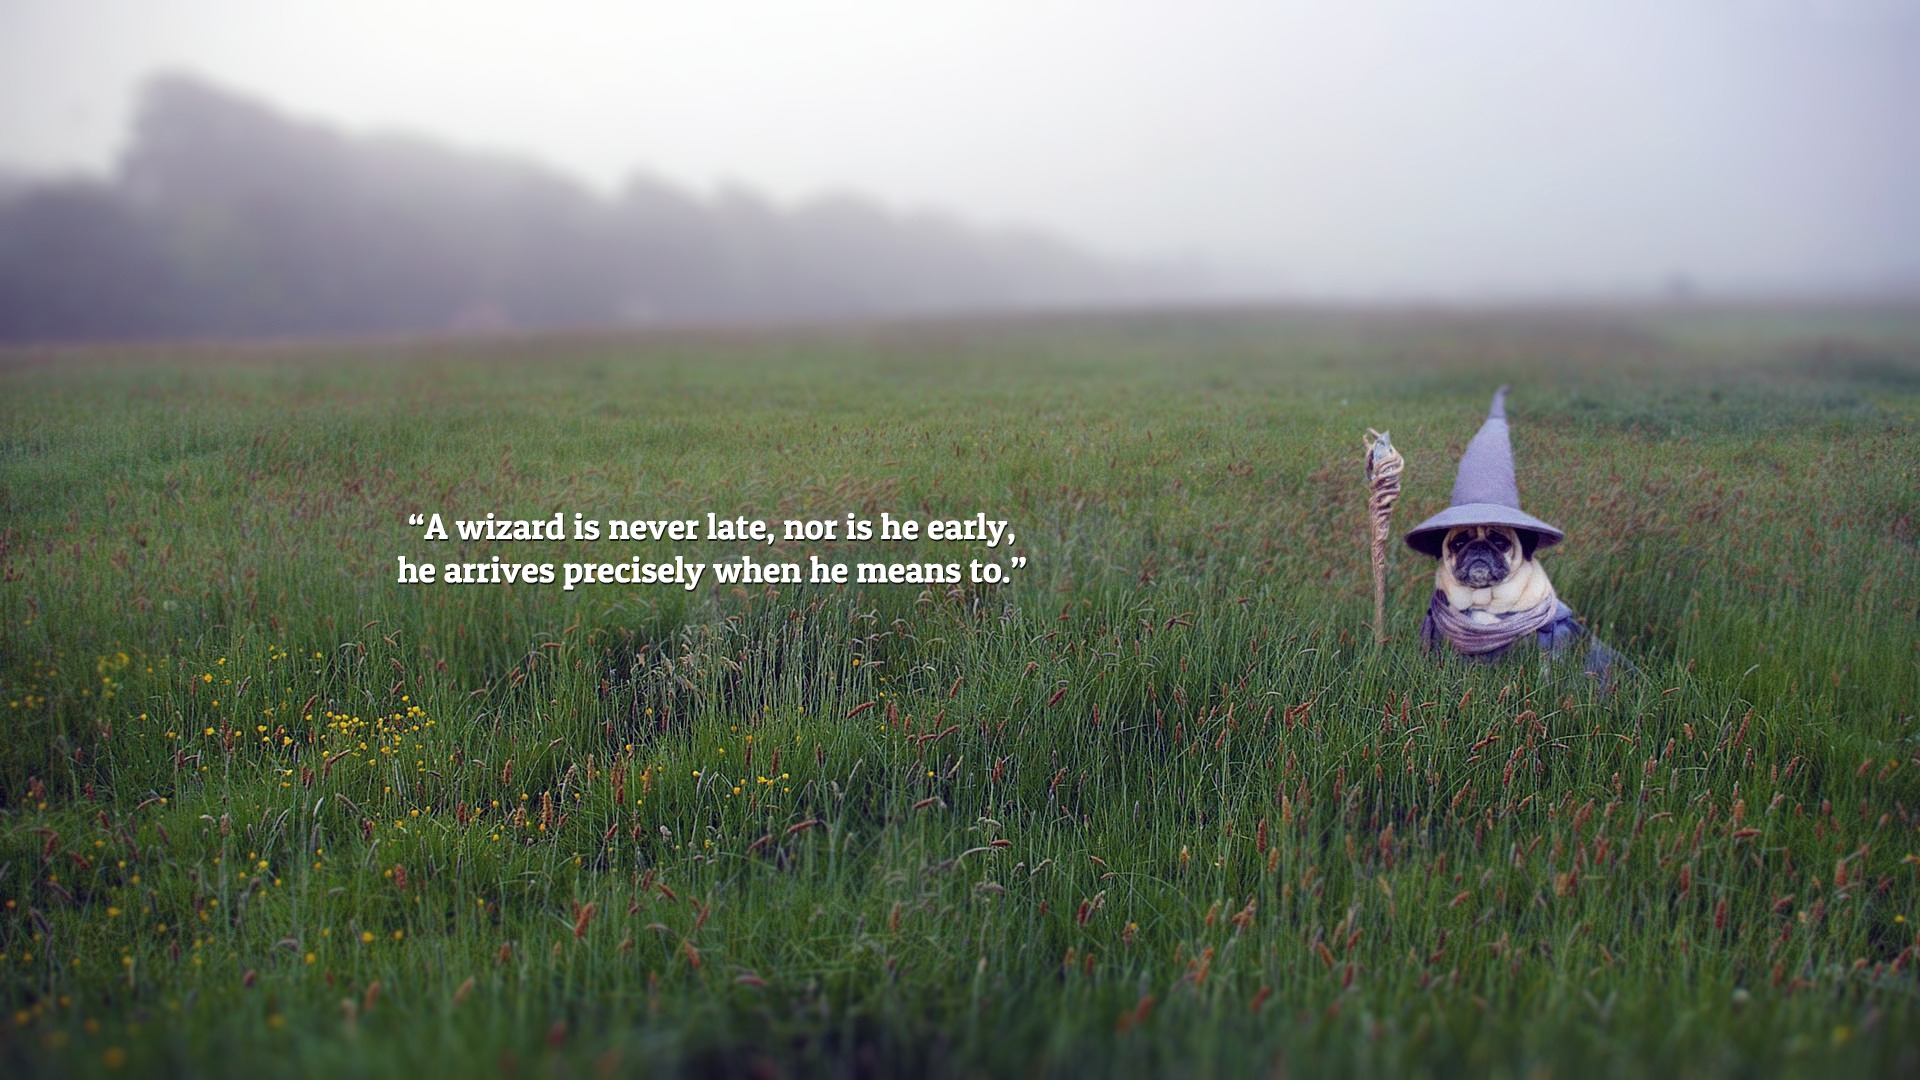 “A wizard is never late, nor is he early,
he arrives precisely when he means to.”